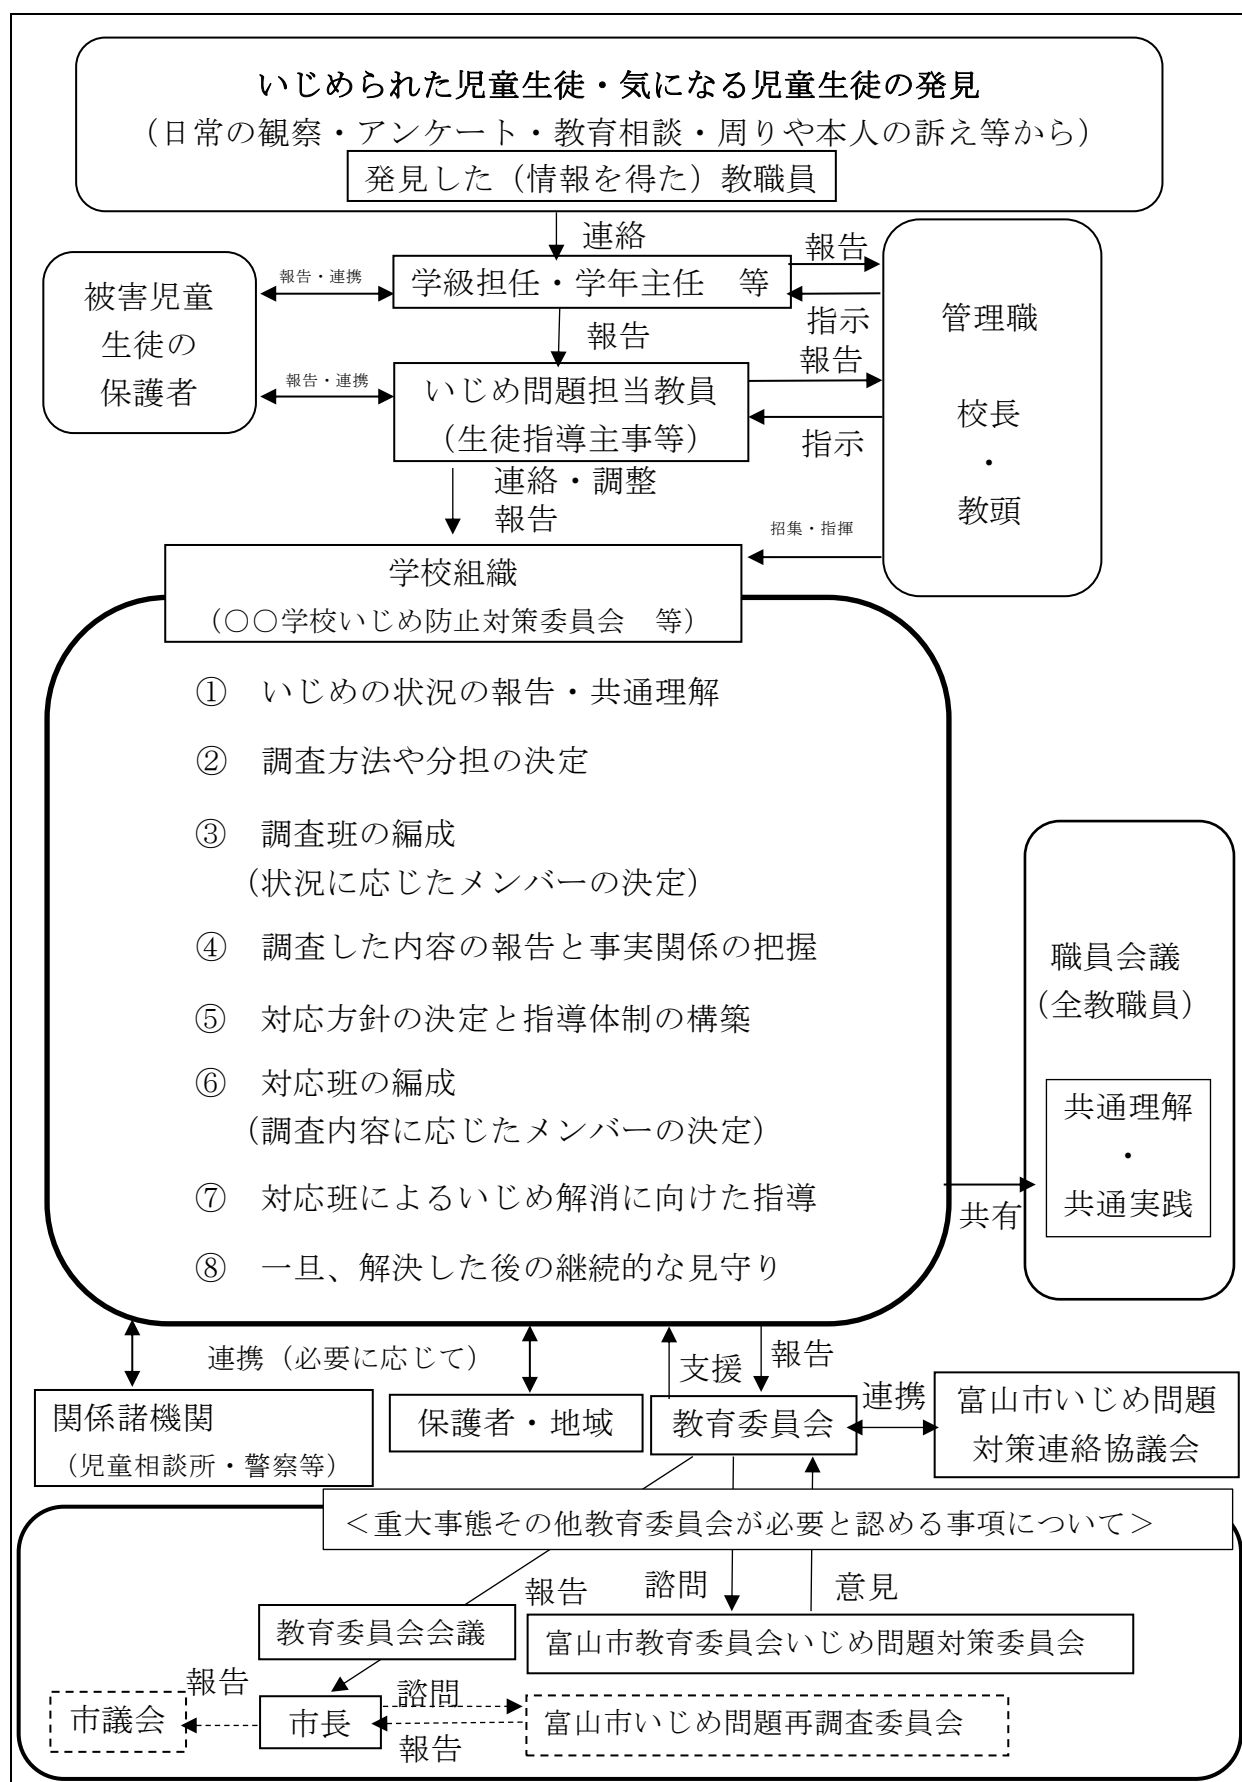 いじめられた児童生徒・気になる児童生徒の発見
（日常の観察・アンケート・教育相談・周りや本人の訴え等から）
発見した（情報を得た）教職員
連絡
報告
学級担任・学年主任　等
報告・連携
被害児童
生徒の
保護者
指示
管理職
校長
・
教頭
報告
報告
いじめ問題担当教員
（生徒指導主事等）
報告・連携
指示
連絡・調整
報告
招集・指揮
学校組織
（〇〇学校いじめ防止対策委員会　等）
①　いじめの状況の報告・共通理解
②　調査方法や分担の決定
③　調査班の編成
（状況に応じたメンバーの決定）
④　調査した内容の報告と事実関係の把握
⑤　対応方針の決定と指導体制の構築
⑥　対応班の編成
（調査内容に応じたメンバーの決定）
⑦　対応班によるいじめ解消に向けた指導
⑧　一旦、解決した後の継続的な見守り
職員会議
（全教職員）
共通理解
・
共通実践
共有
連携（必要に応じて）
支援
報告
関係諸機関
（児童相談所・警察等）
保護者・地域
教育委員会
連携
富山市いじめ問題
対策連絡協議会
＜重大事態その他教育委員会が必要と認める事項について＞
報告
諮問
意見
教育委員会会議
富山市教育委員会いじめ問題対策委員会
報告
諮問
市議会
市長
富山市いじめ問題再調査委員会
報告